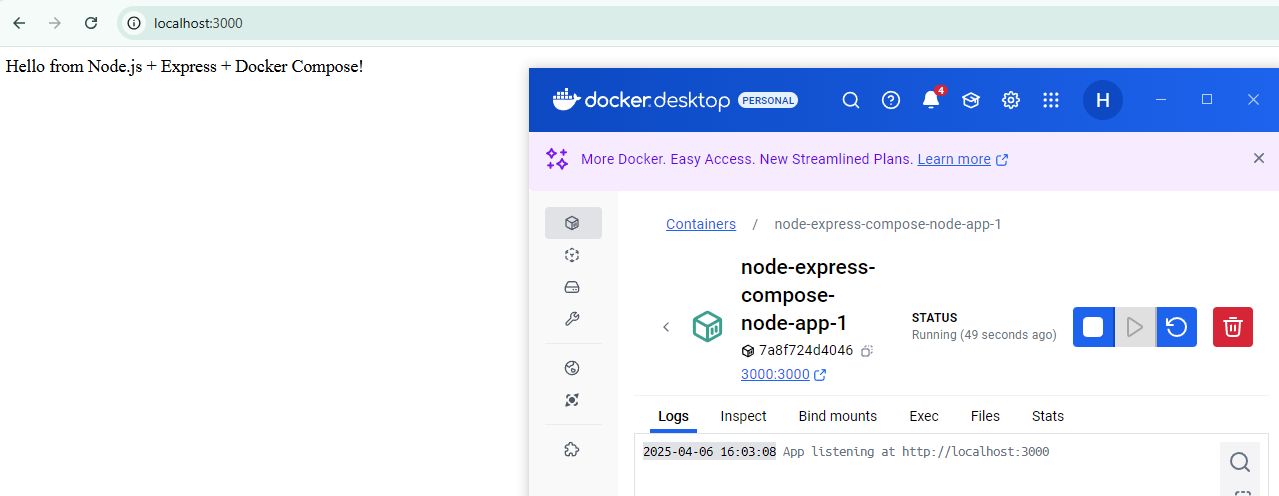 localhost:3000
Hello from Node.js + Express + Docker Compose!
docker.desktop PERSONAL
4
H
More Docker. Easy Access. New Streamlined Plans. Learn more
Containers / node-express-compose-node-app-1
node-express-
compose-
node-app-1
7a8f724d4046
3000:3000
STATUS
Running (49 seconds ago)
Logs Inspect Bind mounts Exec Files Stats
2025-04-06 16:03:08 App listening at http://localhost:3000